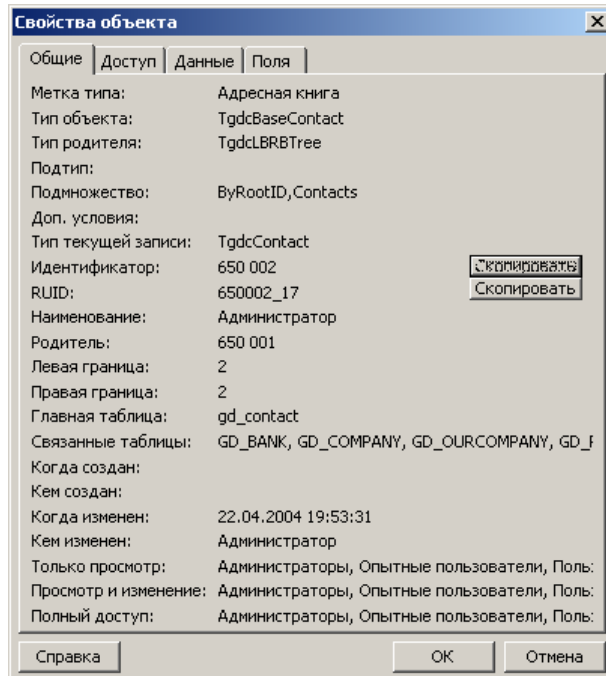 Свойства объекта
Общие Доступ Данные Поля
Метка типа: Адресная книга
Тип объекта: TgdcBaseContact
Тип родителя: TgdcLBRBTree
Подтип:
Подмножество: ByRootID,Contacts
Доп. условия:
Тип текущей записи: TgdcContact
Идентификатор: 650 002 Скопировать
RUID: 650002_17 Скопировать
Наименование: Администратор
Родитель: 650 001
Левая граница: 2
Правая граница: 2
Главная таблица: gd_contact
Связанные таблицы: GD_BANK, GD_COMPANY, GD_OURCOMPANY,
Когда создан:
Кем создан:
Когда изменен: 22.04.2004 19:53:31
Кем изменен: Администратор
Только просмотр: Администраторы, Опытные пользователи,
Просмотр и изменение: Администраторы, Опытные пользователи,
Полный доступ: Администраторы, Опытные пользователи,
Справка ОК Отмена